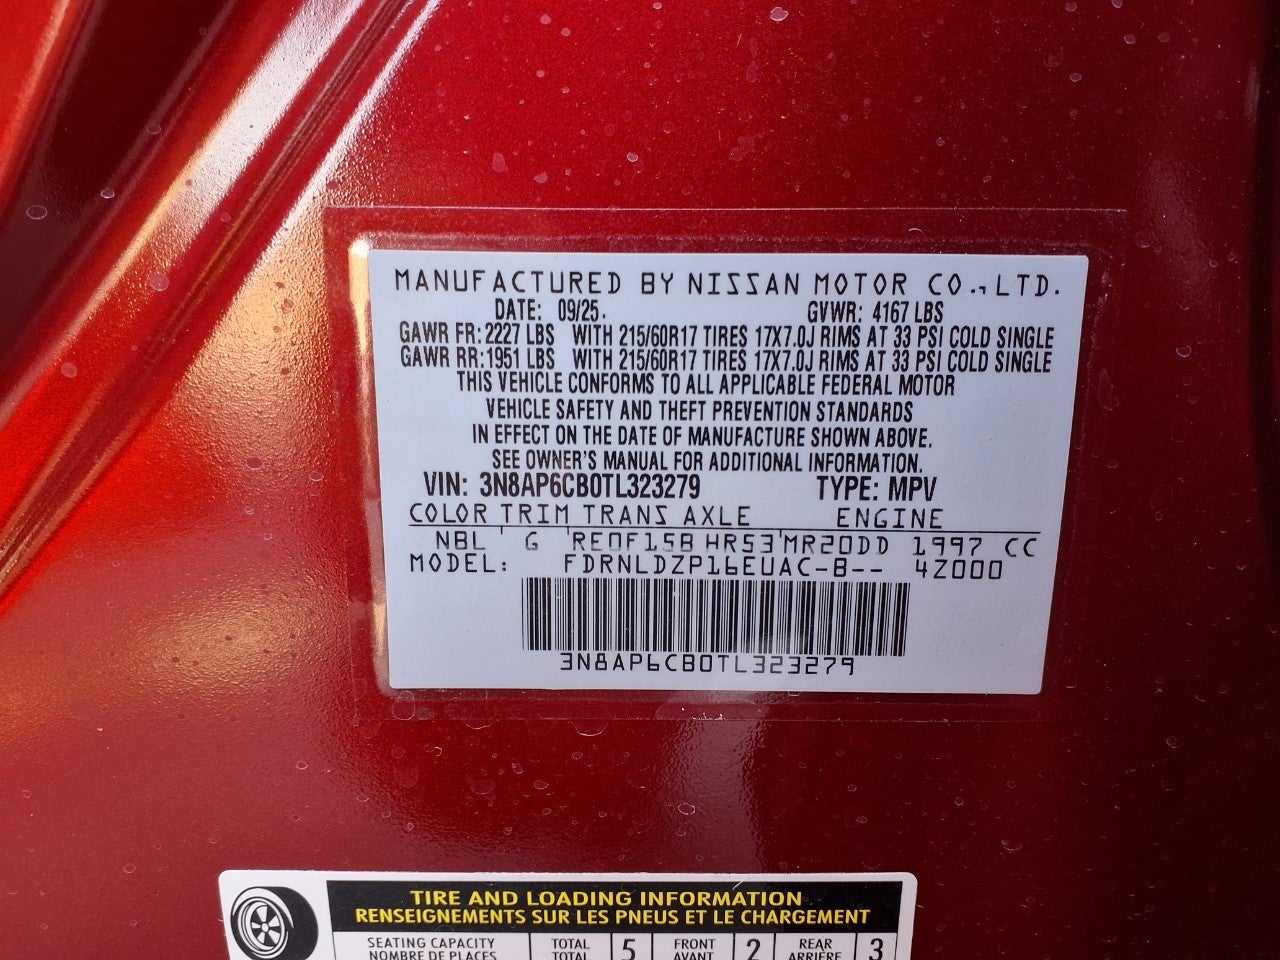 MANUFACTURED BY NISSAN MOTOR CO., LTD.
DATE: 09/25. GVWR: 4167 LBS
GAWR FR: 2227 LBS WITH 215/60R17 TIRES 17X7.0J RIMS AT 33 PSI COLD SINGLE
GAWR RR: 1951 LBS WITH 215/60R17 TIRES 17X7.0J RIMS AT 33 PSI COLD SINGLE
THIS VEHICLE CONFORMS TO ALL APPLICABLE FEDERAL MOTOR
VEHICLE SAFETY AND THEFT PREVENTION STANDARDS
IN EFFECT ON THE DATE OF MANUFACTURE SHOWN ABOVE.
SEE OWNER'S MANUAL FOR ADDITIONAL INFORMATION.
VIN: 3N8AP6CB0TL323279 TYPE: MPV
COLOR TRIM TRANS AXLE ENGINE
NBL G RE0F15B HR53 MR20DD 1997 CC
MODEL: FDRNLDZP16EUAC-B-- 4Z000
3N8AP6CB0TL323279
TIRE AND LOADING INFORMATION
RENSEIGNEMENTS SUR LES PNEUS ET LE CHARGEMENT
SEATING CAPACITY TOTAL 5 FRONT 2 REAR 3
NOMBRE DE PLACES TOTAL AVANT ARRIÈRE